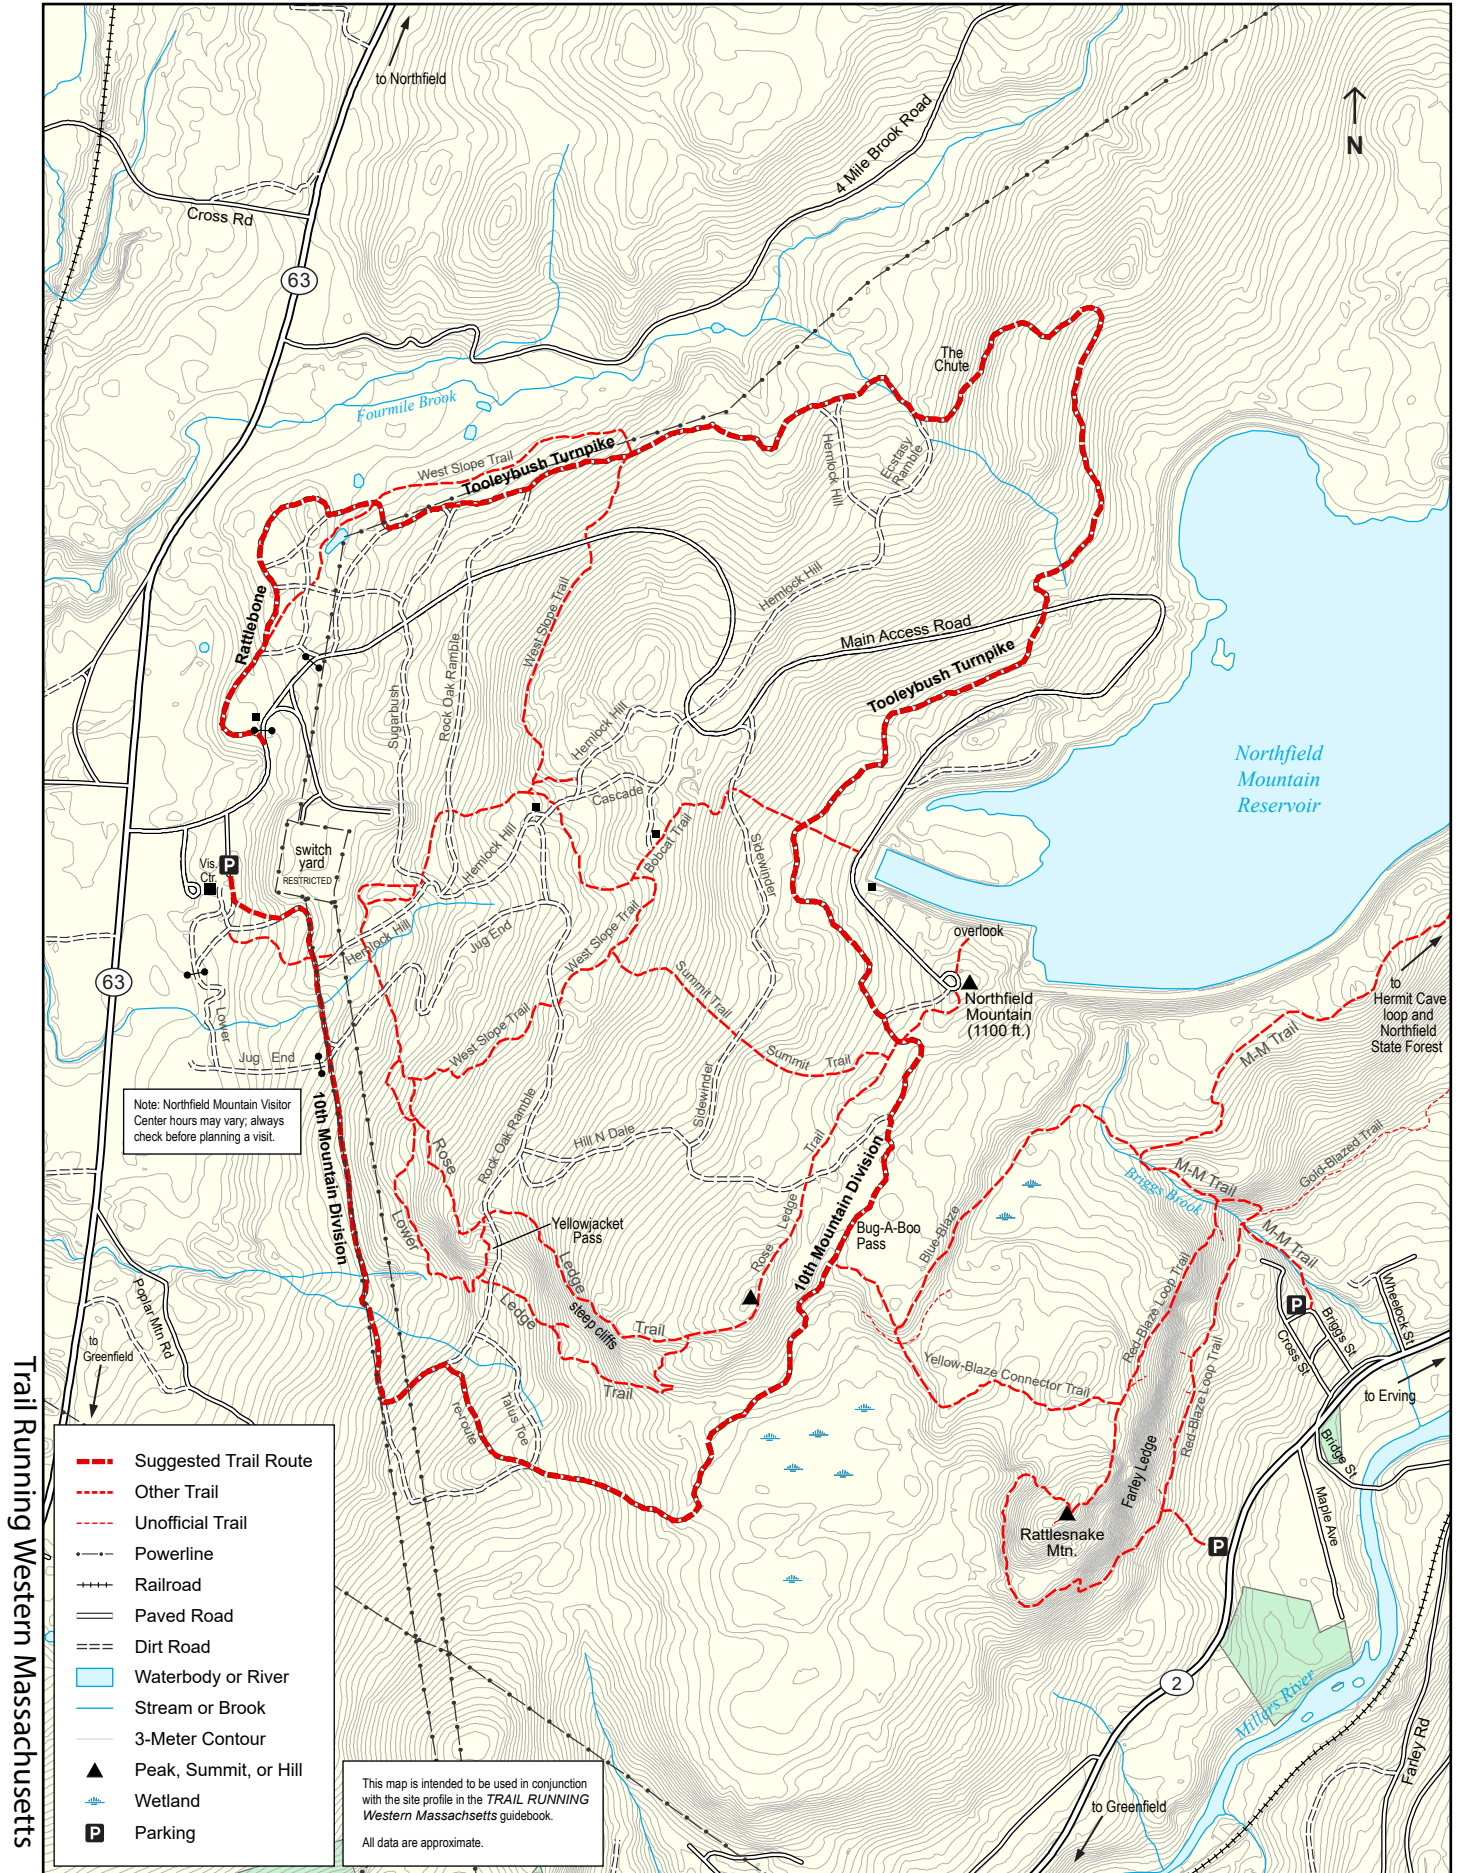 to Northfield
4 Mile Brook Road
N
Cross Rd
63
The
Chute
Fourmile Brook
West Slope Trail
Tooleybush Turnpike
Hemlock Hill
Ecstasy
Ramble
Rattlebone
West Slope Trail
Hemlock Hill
Main Access Road
Tooleybush Turnpike
Sugarbush
Rock Oak Ramble
Hemlock Hill
Northfield
Mountain
Reservoir
Cascade
Bobcat Trail
Sidewinder
Hemlock Hill
switch
yard
RESTRICTED
Vis.
Ctr.
P
Hemlock Hill
Jug End
West Slope Trail
Summit Trail
overlook
Northfield
Mountain
(1100 ft.)
63
to
Hermit Cave
loop and
Northfield
State Forest
M-M Trail
Lower
Jug End
West Slope Trail
Summit Trail
Sidewinder
Note: Northfield Mountain Visitor
Center hours may vary; always
check before planning a visit.
10th Mountain Division
Rose
Rock Oak Ramble
Hill N Dale
Trail
Ledge
Rose
10th Mountain Division
Gold-Blazed Trail
M-M Trail
Briggs Brook
M-M Trail
Lower
Yellowjacket
Pass
Bug-A-Boo
Pass
Blue-Blaze
Ledge
steep cliffs
Trail
Ledge
Trail
Red-Blaze Loop Trail
Red-Blaze Loop Trail
Yellow-Blaze Connector Trail
P
Wheelock St
Briggs St
Cross St
to Erving
Poplar Mtn Rd
to
Greenfield
re-route
Talus Toe
Farley Ledge
Bridge St
Maple Ave
Rattlesnake
Mtn.
P
2
Millers River
Farley Rd
to Greenfield
Suggested Trail Route
Other Trail
Unofficial Trail
Powerline
Railroad
Paved Road
Dirt Road
Waterbody or River
Stream or Brook
3-Meter Contour
Peak, Summit, or Hill
Wetland
P Parking
This map is intended to be used in conjunction
with the site profile in the TRAIL RUNNING
Western Massachsetts guidebook.
All data are approximate.
Trail Running Western Massachusetts